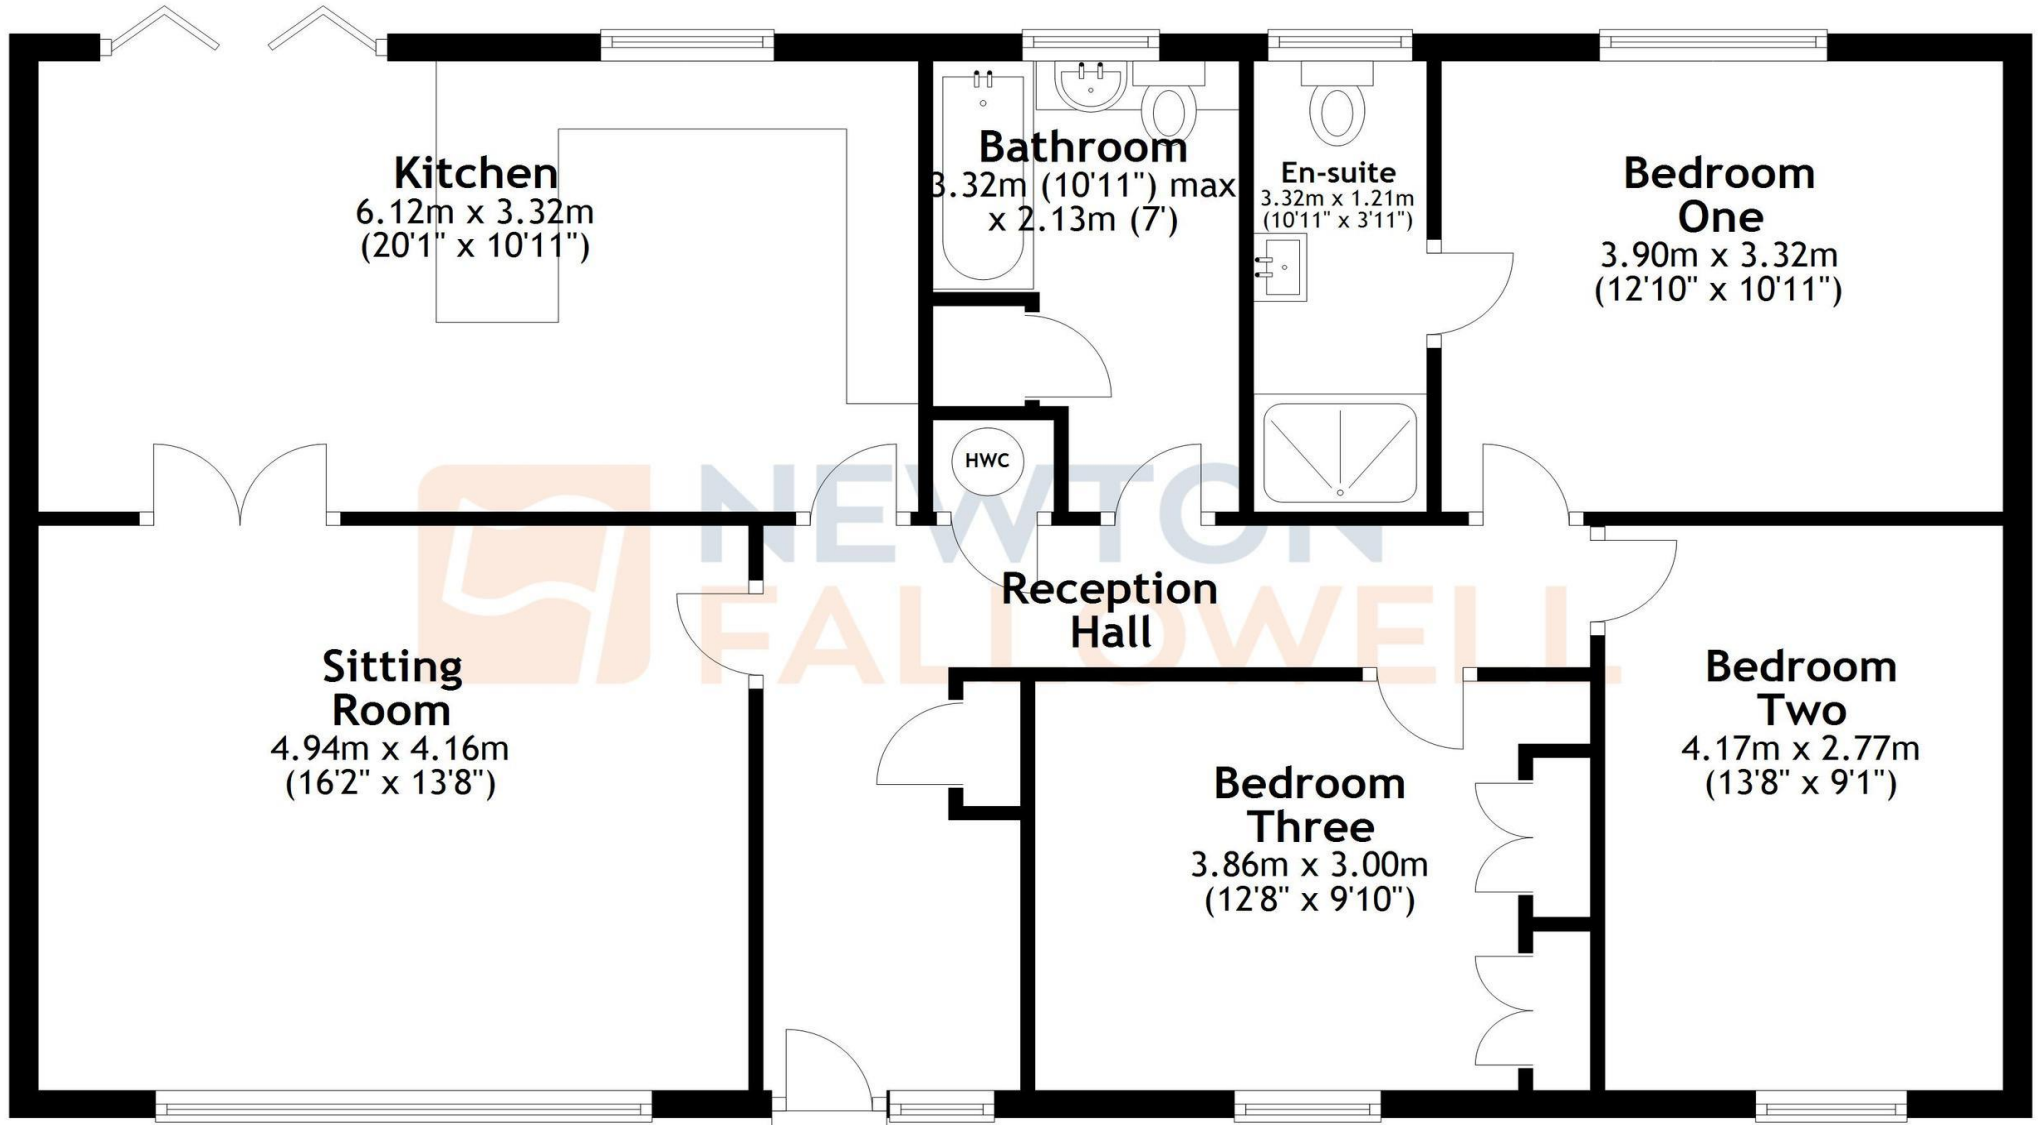 Kitchen
6.12m x 3.32m
(20'1" x 10'11")
Bathroom
3.32m (10'11") max
x 2.13m (7')
En-suite
3.32m x 1.21m
(10'11" x 3'11")
Bedroom
One
3.90m x 3.32m
(12'10" x 10'11")
HWC
NEWTON
FALLOWELL
Reception
Hall
Sitting
Room
4.94m x 4.16m
(16'2" x 13'8")
Bedroom
Three
3.86m x 3.00m
(12'8" x 9'10")
Bedroom
Two
4.17m x 2.77m
(13'8" x 9'1")